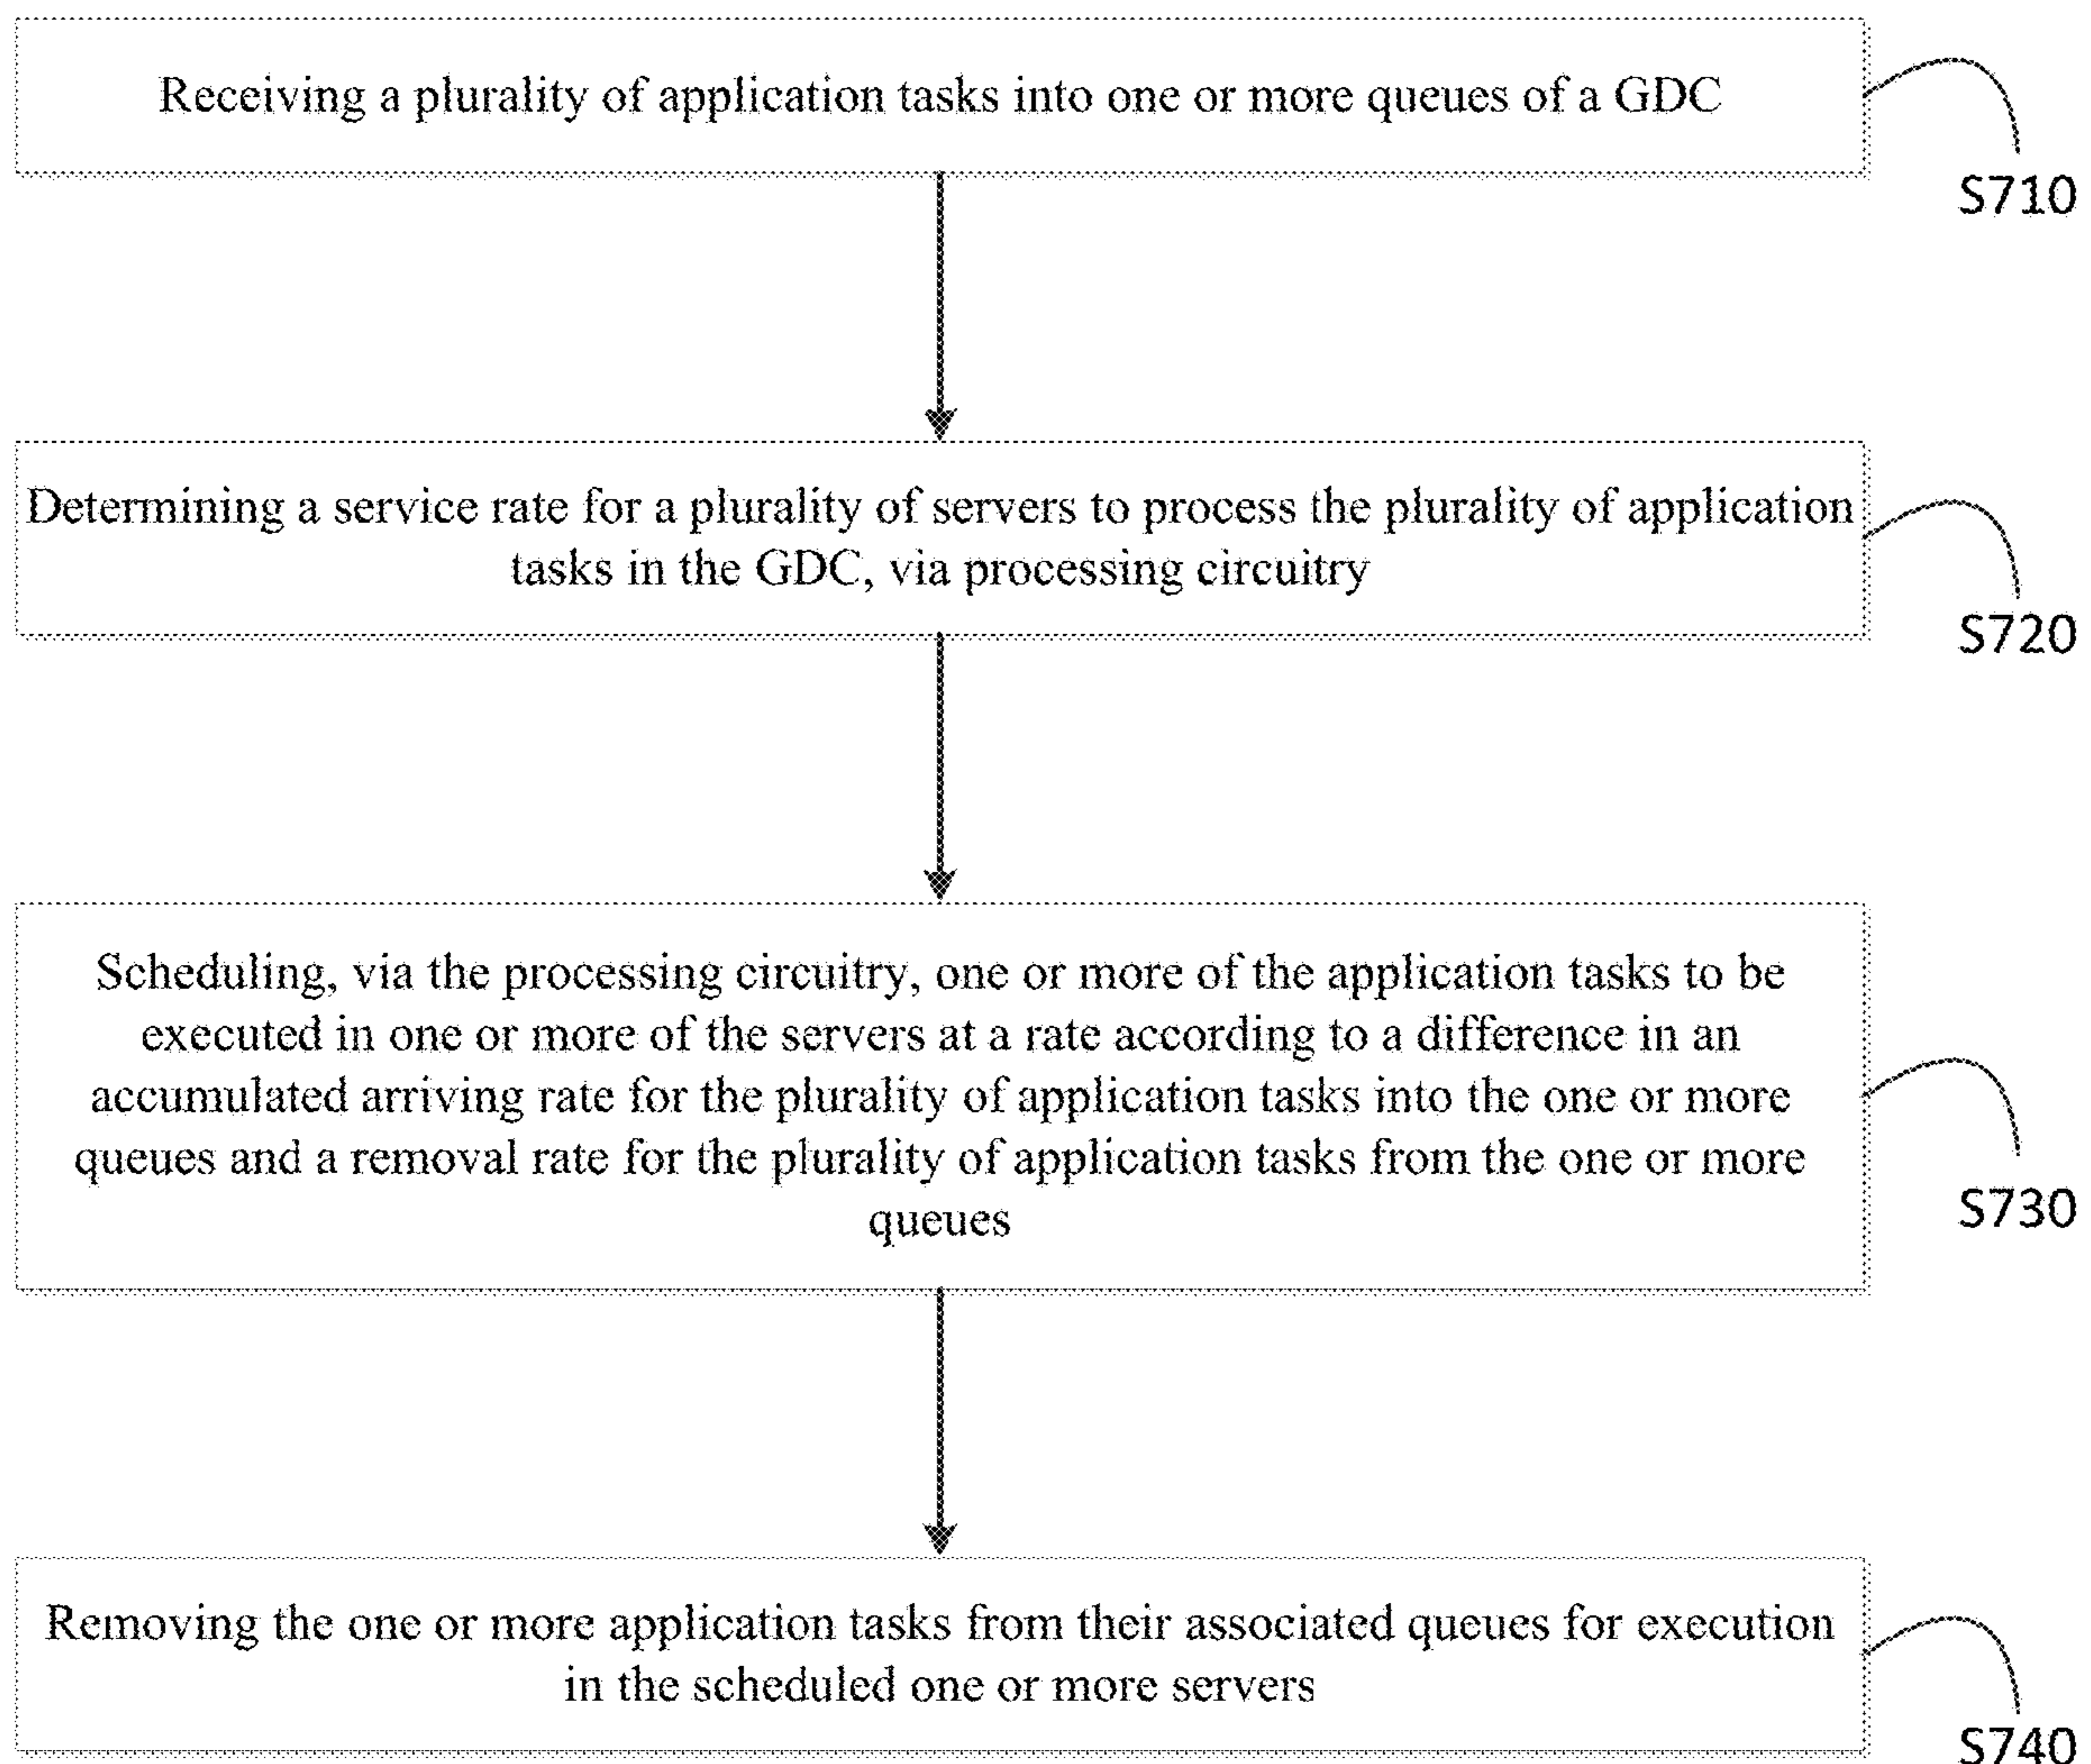 Receiving a plurality of application tasks into one or more queues of a GDC
S710
Determining a service rate for a plurality of servers to process the plurality of application
tasks in the GDC, via processing circuitry
S720
Scheduling, via the processing circuitry, one or more of the application tasks to be
executed in one or more of the servers at a rate according to a difference in an
accumulated arriving rate for the plurality of application tasks into the one or more
queues and a removal rate for the plurality of application tasks from the one or more
queues
S730
Removing the one or more application tasks from their associated queues for execution
in the scheduled one or more servers
S740